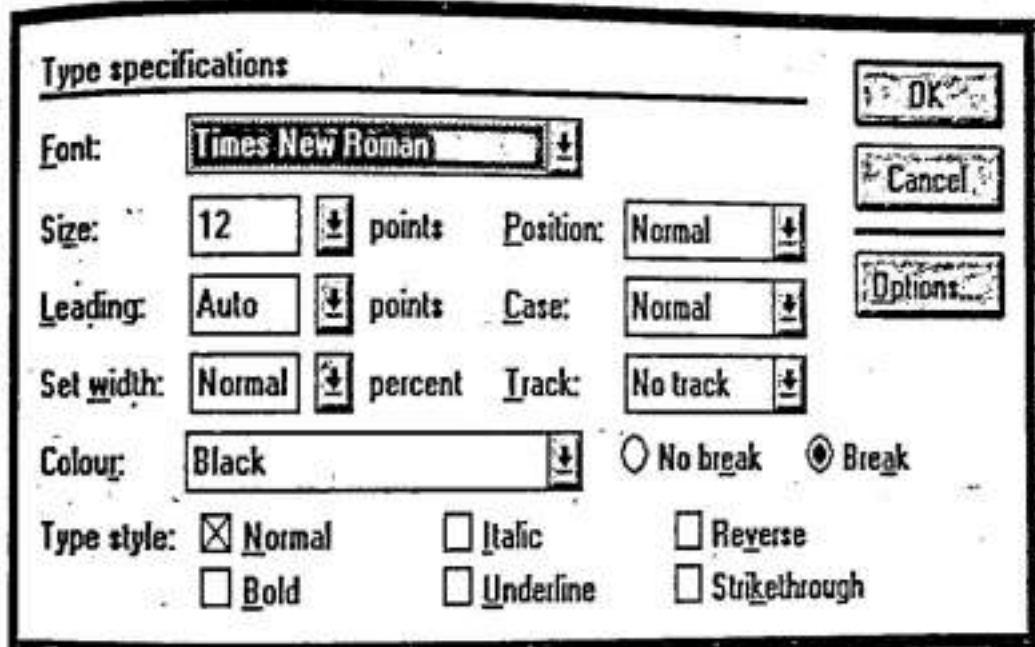 Type specifications
OK
Font: Times New Roman
Cancel
Size: 12 points Position: Normal
Options...
Leading: Auto points Case: Normal
Set width: Normal percent Track: No track
Colour: Black No break Break
Type style: Normal Italic Reverse
Bold Underline Strikethrough